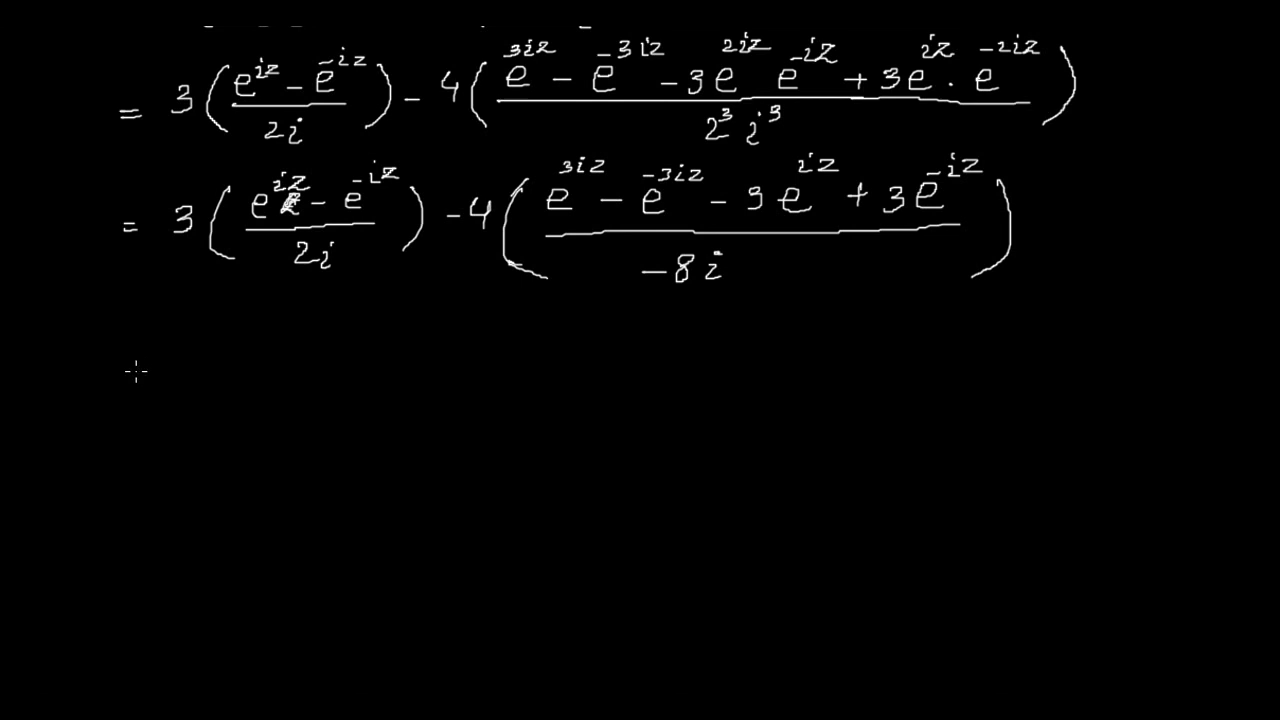 = 3 ( (e^{iz} - e^{-iz}) / 2i ) - 4 ( (e^{3iz} - e^{-3iz} - 3e^{2iz} e^{-iz} + 3e^{iz} . e^{-2iz}) / 2^3 i^3 )
= 3 ( (e^{iz} - e^{-iz}) / 2i ) - 4 ( (e^{3iz} - e^{-3iz} - 3e^{iz} + 3e^{-iz}) / -8i )